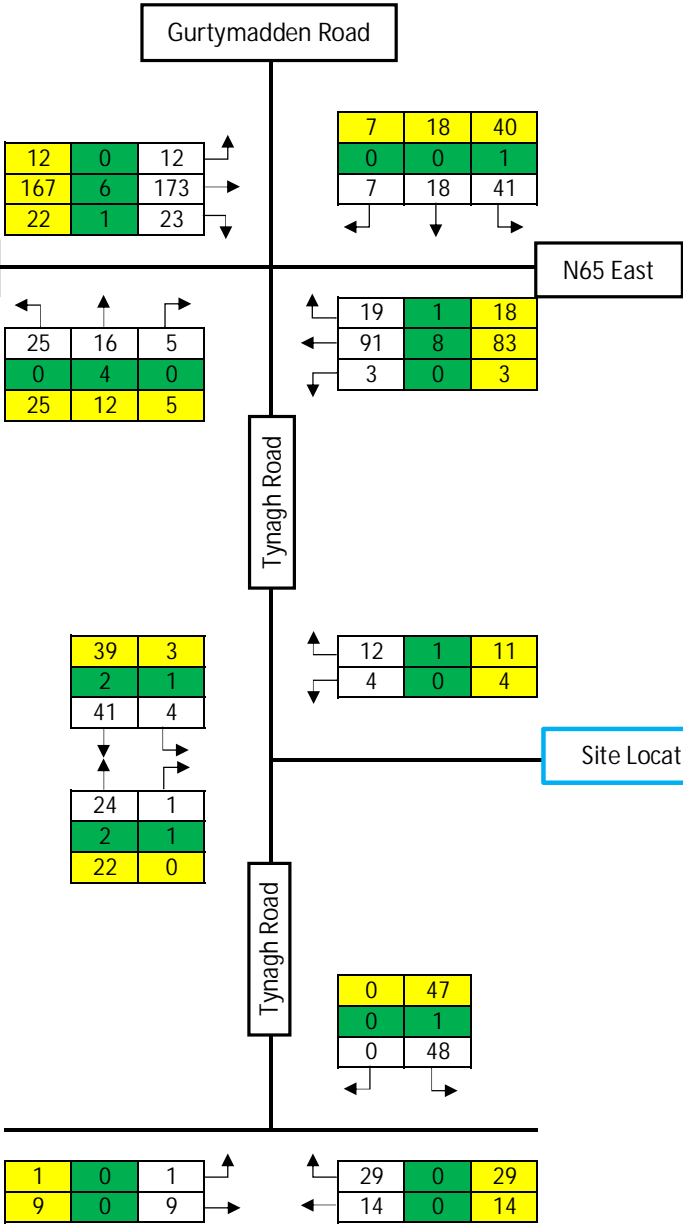 Gurtymadden Road
7 18 40
0 0 1
7 18 41
12 0 12
167 6 173
22 1 23
N65 East
25 16 5
0 4 0
25 12 5
19 1 18
91 8 83
3 0 3
Tynagh Road
39 3
2 1
41 4
12 1 11
4 0 4
Site Locat
24 1
2 1
22 0
Tynagh Road
0 47
0 1
0 48
1 0 1
9 0 9
29 0 29
14 0 14